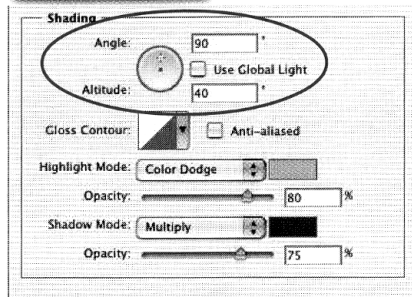 Shading
Angle: 90 °
Use Global Light
Altitude: 40 °
Gloss Contour: Anti-aliased
Highlight Mode: Color Dodge
Opacity: 80 %
Shadow Mode: Multiply
Opacity: 75 %